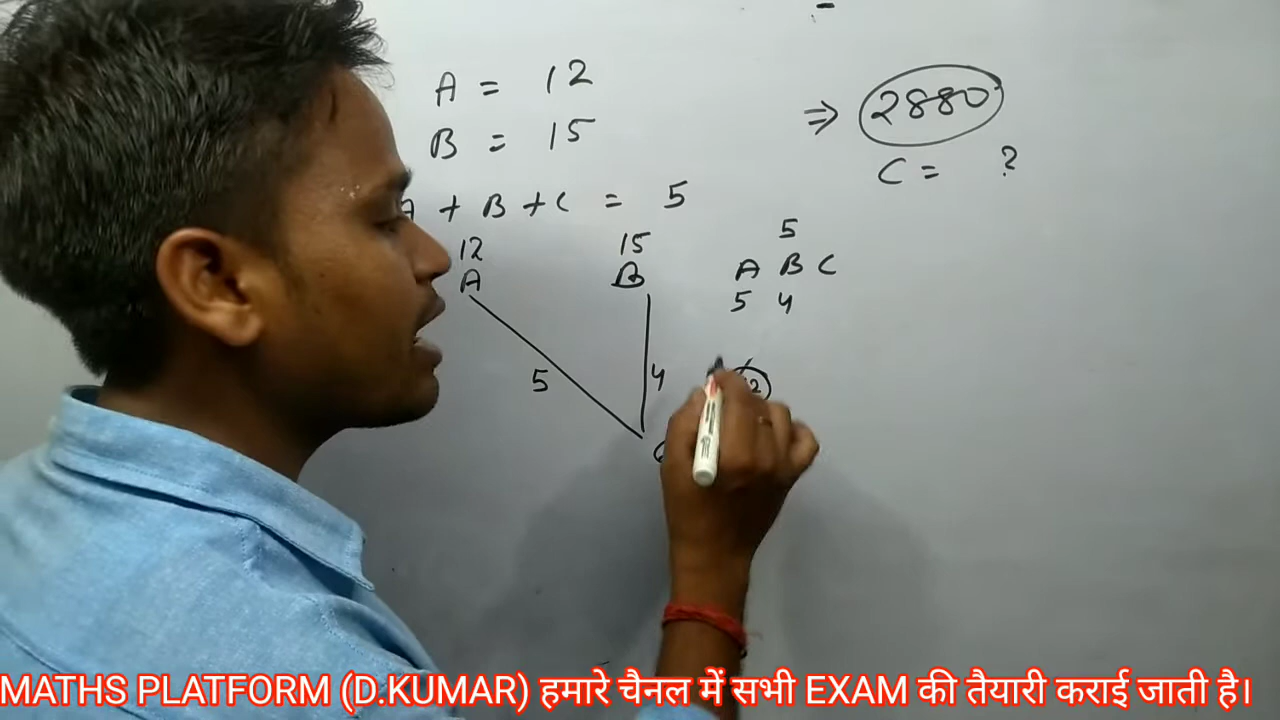 A = 12
B = 15
A + B + C = 5
12 15
A B
5 4
⇒ 2880
C = ?
5
A B C
5 4
MATHS PLATFORM (D.KUMAR) हमारे चैनल में सभी EXAM की तैयारी कराई जाती है।